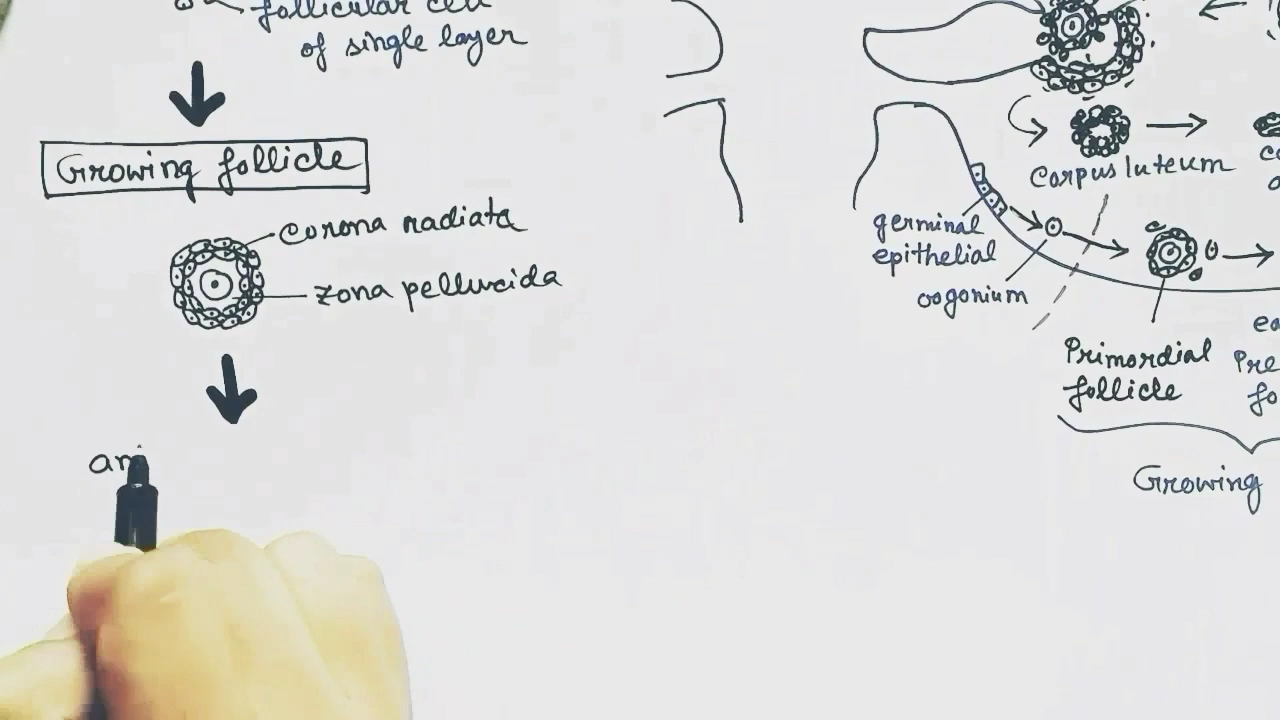 follicular cell
of single layer
Growing follicle
corona radiata
zona pellucida
an
corpus luteum
germinal
epithelial
oogonium
Primordial
follicle
Growing